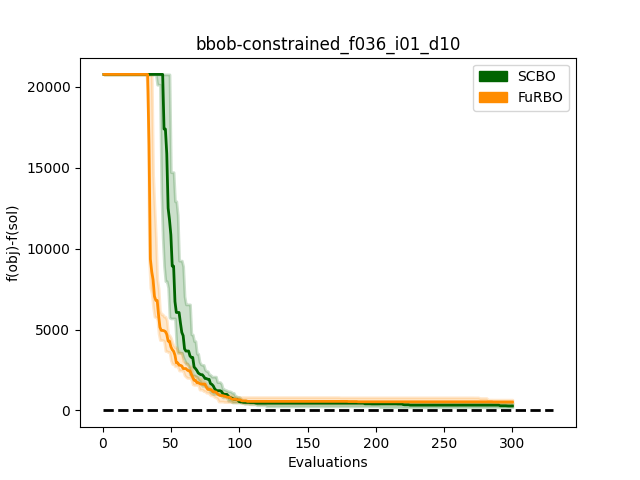 bbob-constrained_f036_i01_d10
SCBO
FuRBO
f(obj)-f(sol)
20000
15000
10000
5000
0
0 50 100 150 200 250 300
Evaluations